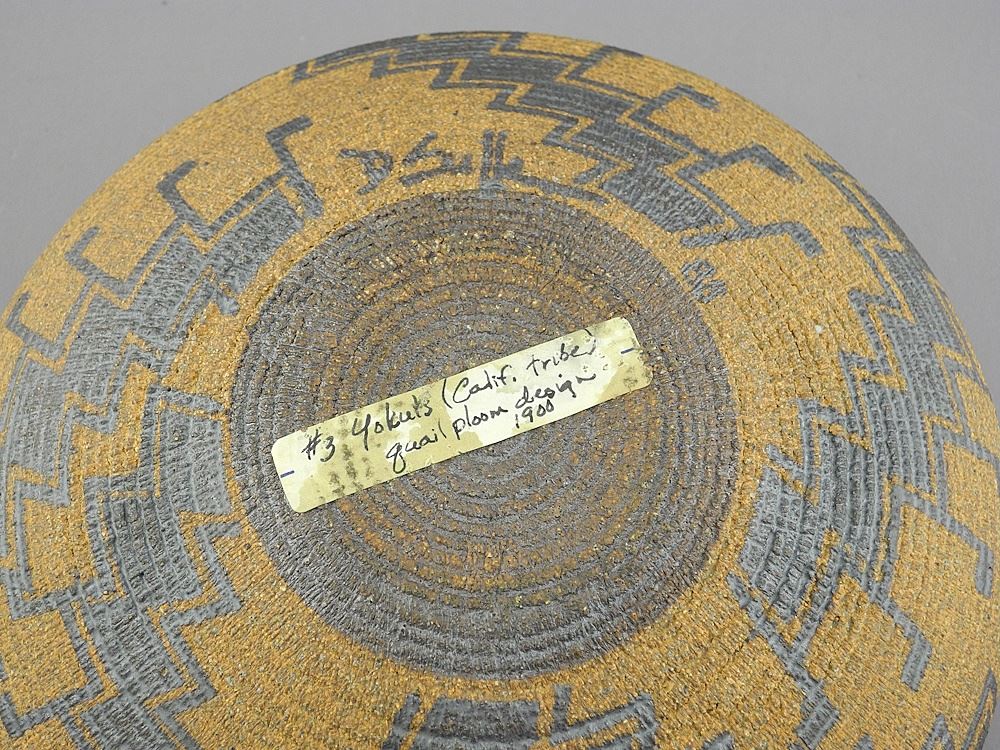 #3 Yokuts (Calif. tribe)
quail ploom design
1900